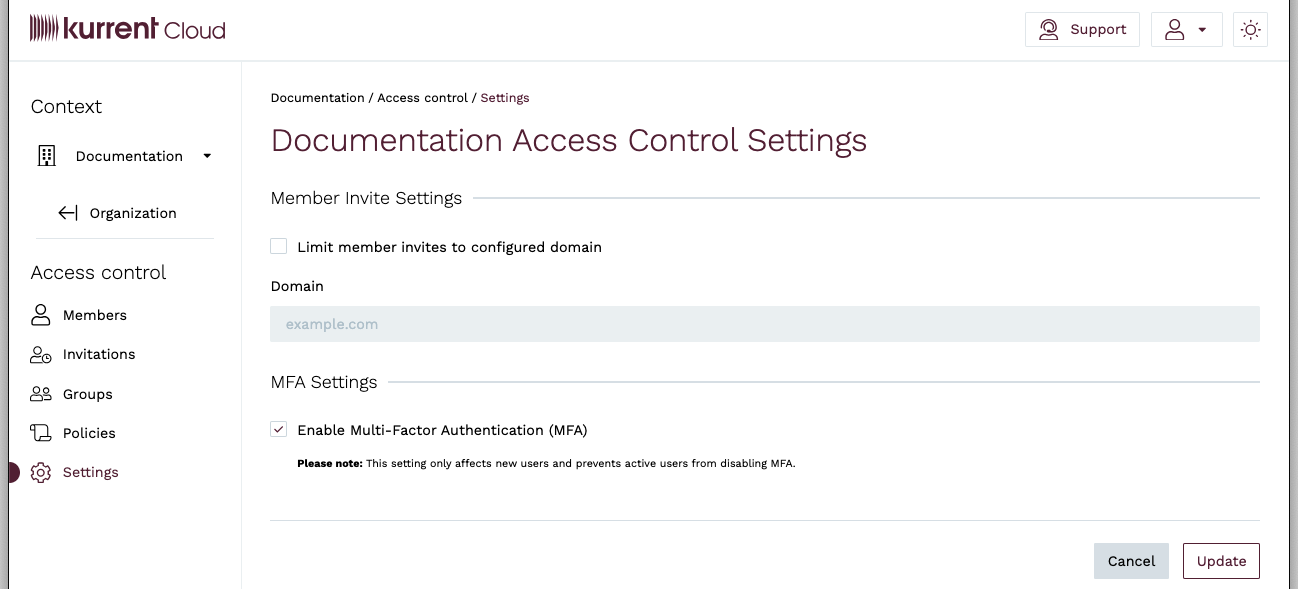 kurrent Cloud
Support
Context
Documentation
Organization
Access control
Members
Invitations
Groups
Policies
Settings
Documentation / Access control / Settings
Documentation Access Control Settings
Member Invite Settings
Limit member invites to configured domain
Domain
example.com
MFA Settings
Enable Multi-Factor Authentication (MFA)
Please note: This setting only affects new users and prevents active users from disabling MFA.
Cancel
Update